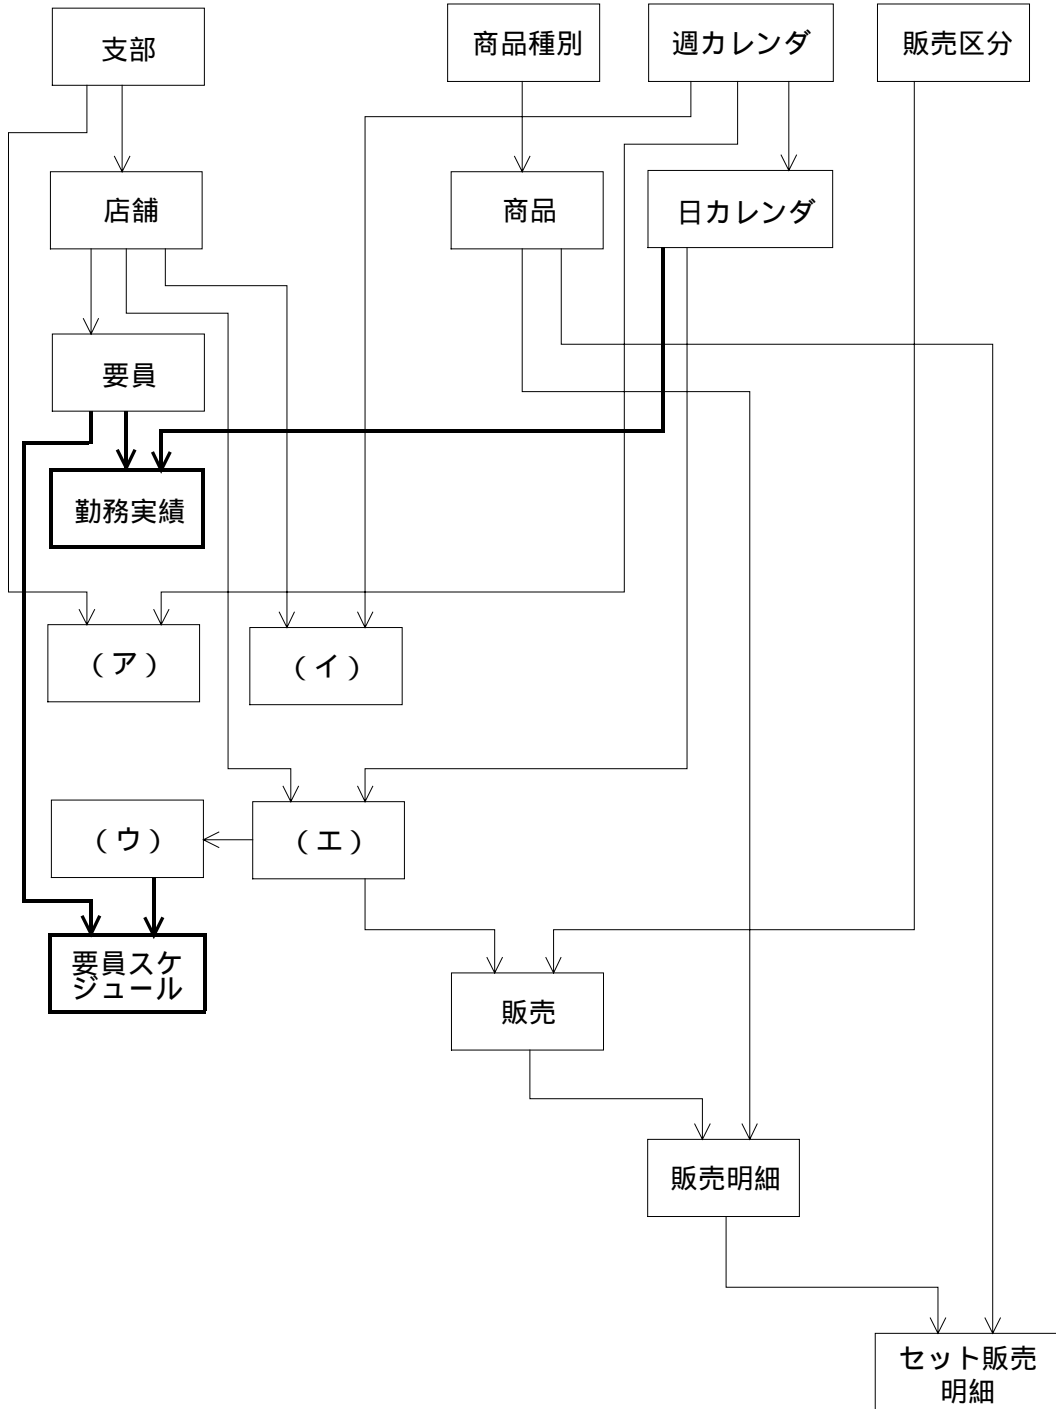 支部
商品種別
週カレンダ
販売区分
店舗
商品
日カレンダ
要員
勤務実績
（ア）
（イ）
（ウ）
（エ）
要員スケ
ジュール
販売
販売明細
セット販売
明細